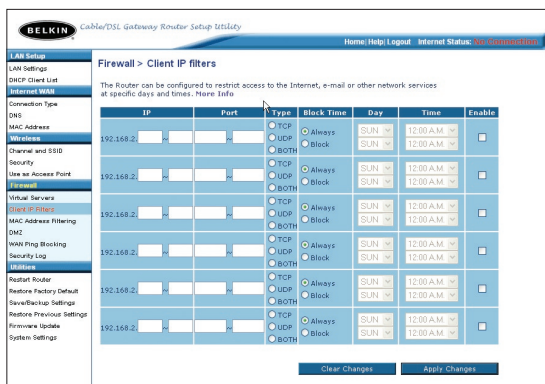 BELKIN Cable/DSL Gateway Router Setup Utility
Home|Help|Logout Internet Status: No Connection
LAN Setup
LAN Settings
DHCP Client List
Internet WAN
Connection Type
DNS
MAC Address
Wireless
Channel and SSID
Security
Use as Access Point
Firewall
Virtual Servers
Client IP Filters
MAC Address Filtering
DMZ
WAN Ping Blocking
Security Log
Utilities
Restart Router
Restore Factory Default
Save/Backup Settings
Restore Previous Settings
Firmware Update
System Settings
Firewall > Client IP filters
The Router can be configured to restrict access to the Internet, e-mail or other network services
at specific days and times. More Info
IP Port Type Block Time Day Time Enable
192.168.2. ~ ~ TCP UDP BOTH Always Block SUN SUN 12:00 A.M. 12:00 A.M.
192.168.2. ~ ~ TCP UDP BOTH Always Block SUN SUN 12:00 A.M. 12:00 A.M.
192.168.2. ~ ~ TCP UDP BOTH Always Block SUN SUN 12:00 A.M. 12:00 A.M.
192.168.2. ~ ~ TCP UDP BOTH Always Block SUN SUN 12:00 A.M. 12:00 A.M.
192.168.2. ~ ~ TCP UDP BOTH Always Block SUN SUN 12:00 A.M. 12:00 A.M.
192.168.2. ~ ~ TCP UDP BOTH Always Block SUN SUN 12:00 A.M. 12:00 A.M.
Clear Changes Apply Changes